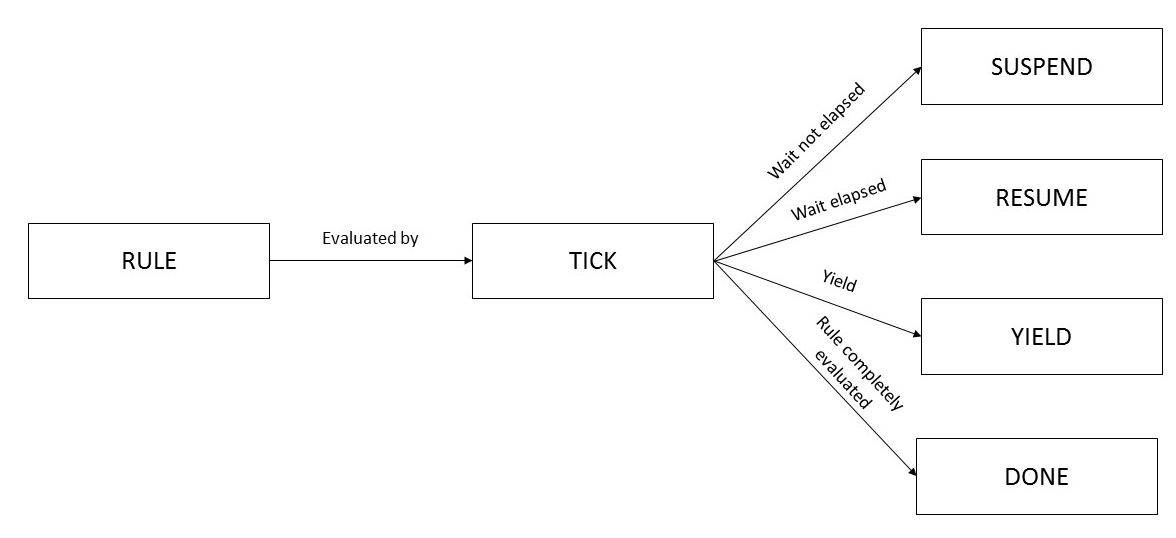 RULE
Evaluated by
TICK
Wait not elapsed
SUSPEND
Wait elapsed
RESUME
Yield
YIELD
Rule completely
evaluated
DONE